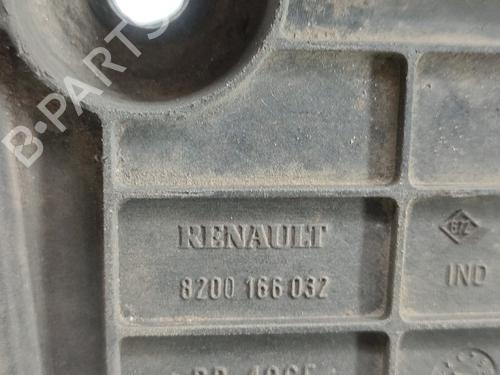 B-PARTS
RENAULT
8200 166 032
IND